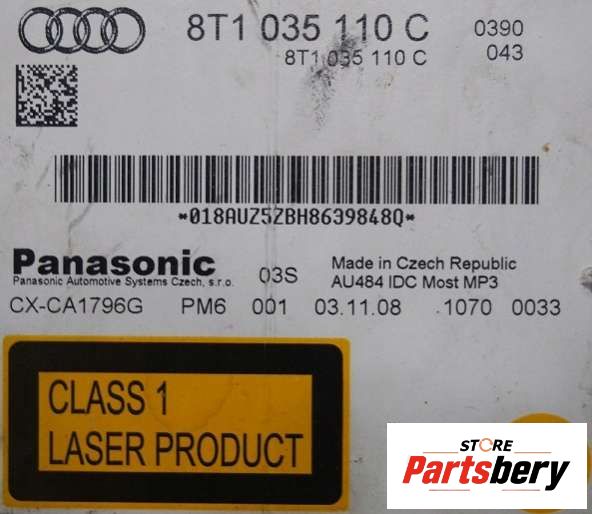 8T1 035 110 C 0390
8T1 035 110 C 043
*018AUZ5ZBH8639848Q*
Panasonic 03S Made in Czech Republic
Panasonic Automotive Systems Czech, s.r.o. AU484 IDC Most MP3
CX-CA1796G PM6 001 03.11.08 1070 0033
CLASS 1
LASER PRODUCT
STORE
Partsbery